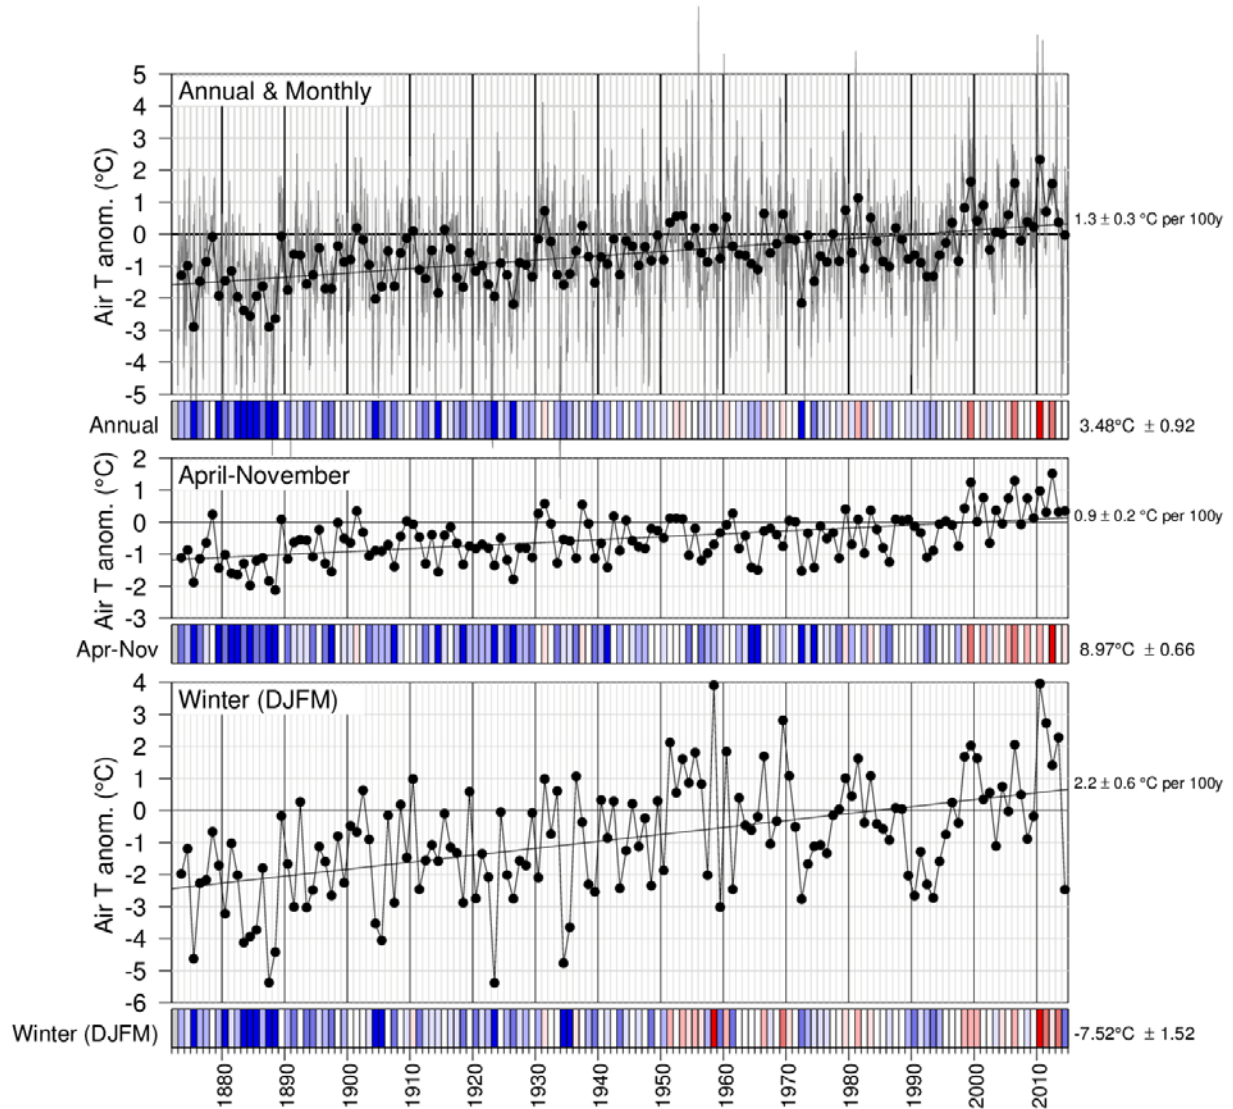 Annual & Monthly
Air T anom. (°C)
5
4
3
2
1
0
-1
-2
-3
-4
-5
1.3 ± 0.3 °C per 100y
Annual
3.48°C ± 0.92
April-November
Air T anom. (°C)
2
1
0
-1
-2
-3
0.9 ± 0.2 °C per 100y
Apr-Nov
8.97°C ± 0.66
Winter (DJFM)
Air T anom. (°C)
4
3
2
1
0
-1
-2
-3
-4
-5
-6
2.2 ± 0.6 °C per 100y
Winter (DJFM)
-7.52°C ± 1.52
1880 1890 1900 1910 1920 1930 1940 1950 1960 1970 1980 1990 2000 2010